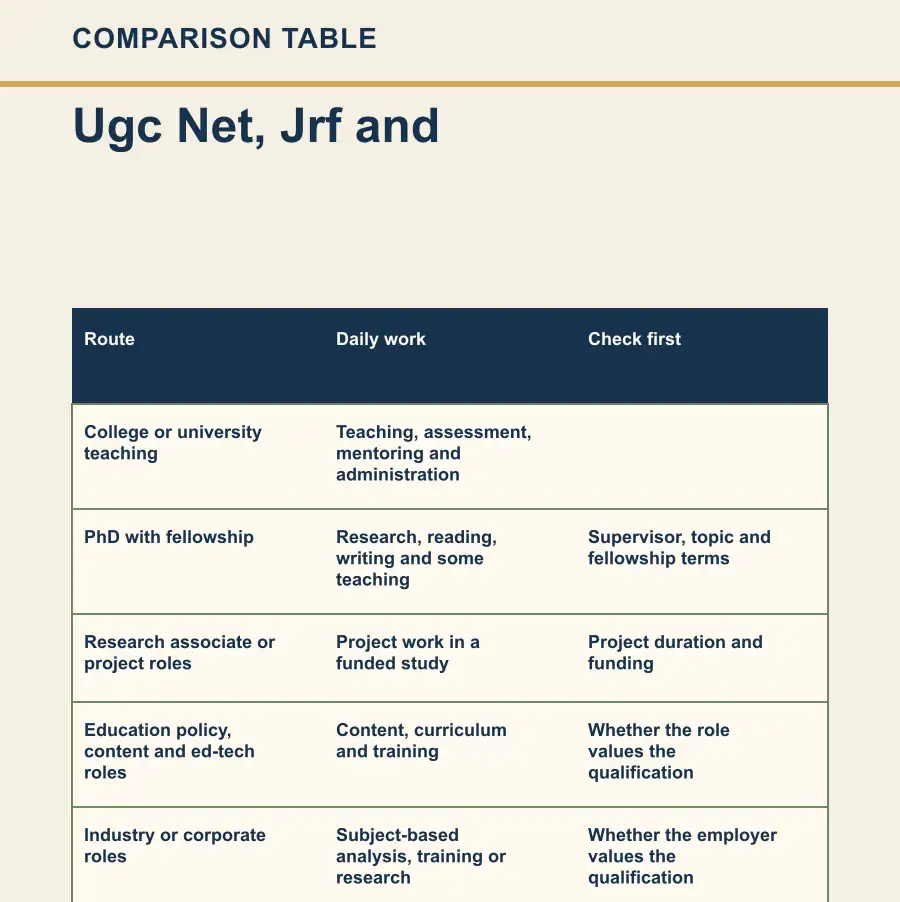 COMPARISON TABLE
Ugc Net, Jrf and
Route
Daily work
Check first
College or university
teaching
Teaching, assessment,
mentoring and
administration
PhD with fellowship
Research, reading,
writing and some
teaching
Supervisor, topic and
fellowship terms
Research associate or
project roles
Project work in a
funded study
Project duration and
funding
Education policy,
content and ed-tech
roles
Content, curriculum
and training
Whether the role
values the
qualification
Industry or corporate
roles
Subject-based
analysis, training or
research
Whether the employer
values the
qualification